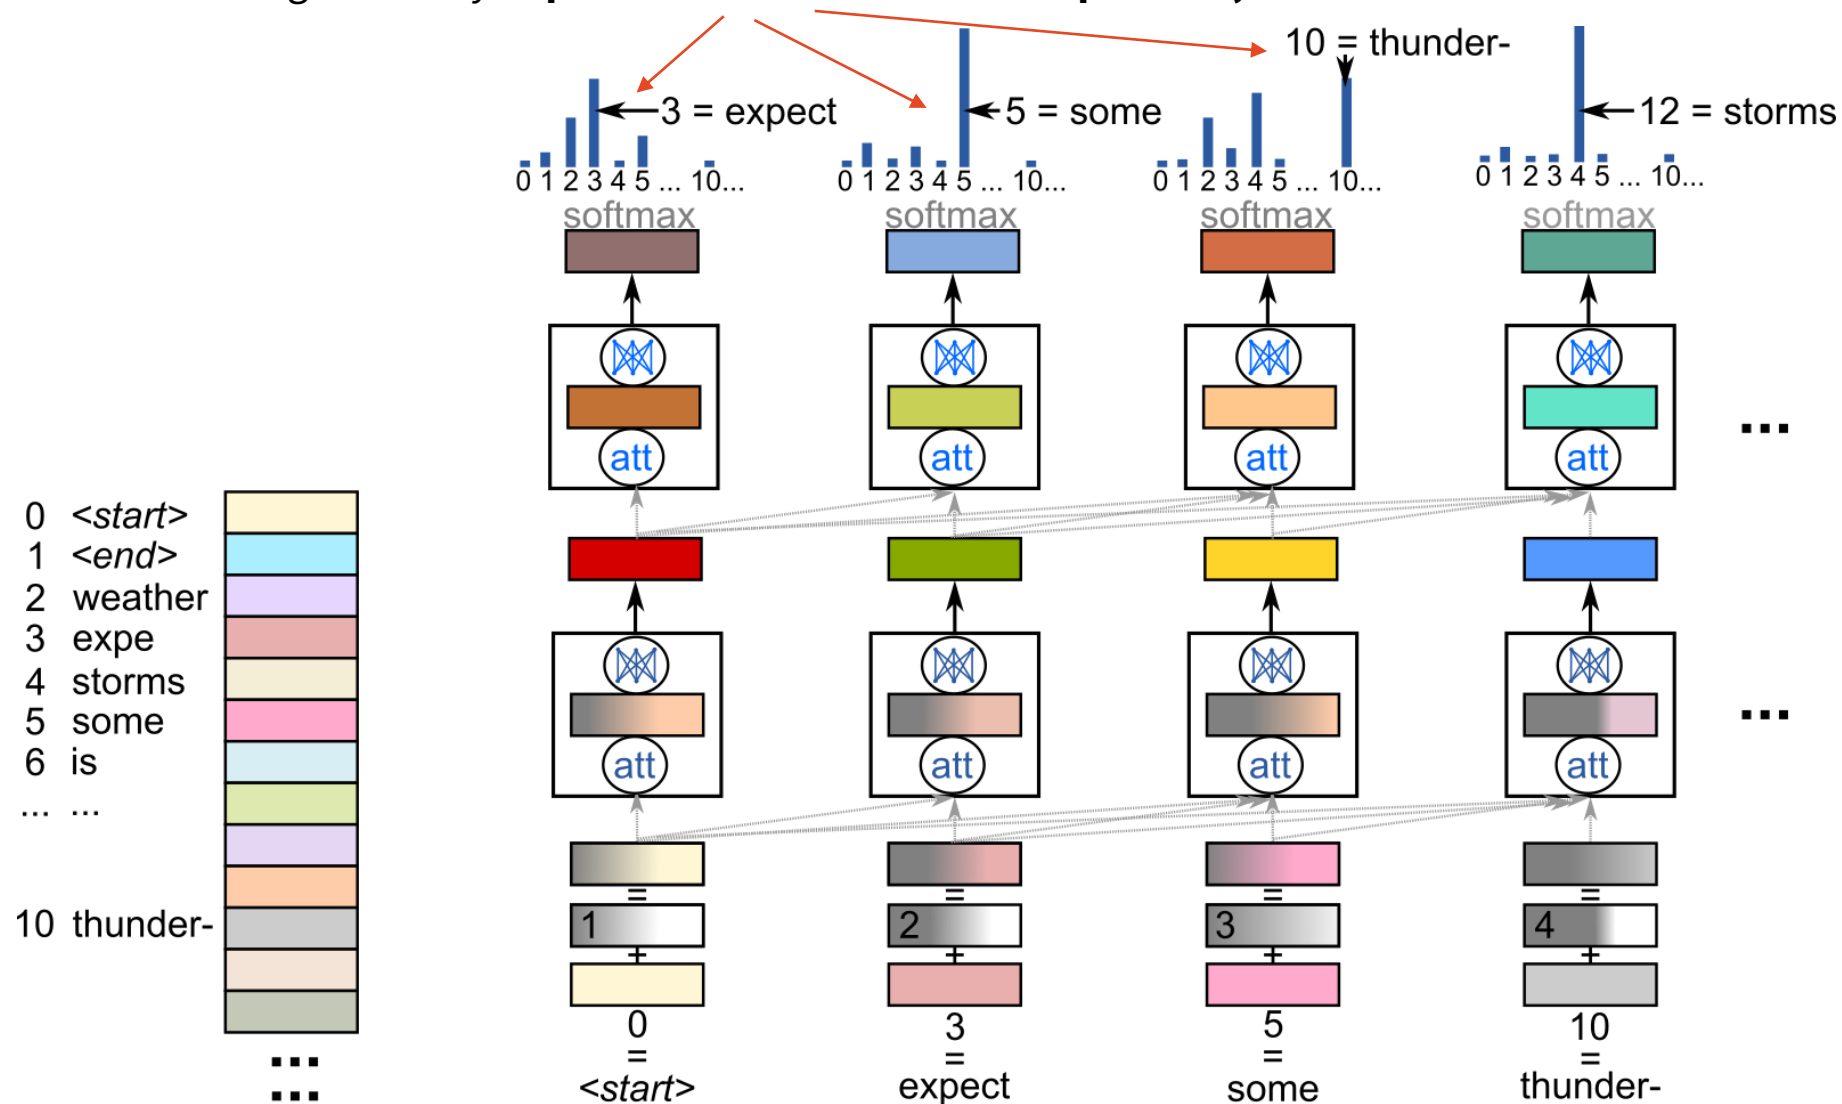 10 = thunder-
3 = expect
5 = some
12 = storms
0 1 2 3 4 5 ... 10...
0 1 2 3 4 5 ... 10...
0 1 2 3 4 5 ... 10...
0 1 2 3 4 5 ... 10...
softmax
softmax
softmax
softmax
att
att
att
att
...
0 <start>
1 <end>
2 weather
3 expe
4 storms
5 some
6 is
... ...
10 thunder-
...
...
att
att
att
att
...
=
=
=
=
1
2
3
4
+
+
+
+
0
3
5
10
=
=
=
=
<start>
expect
some
thunder-